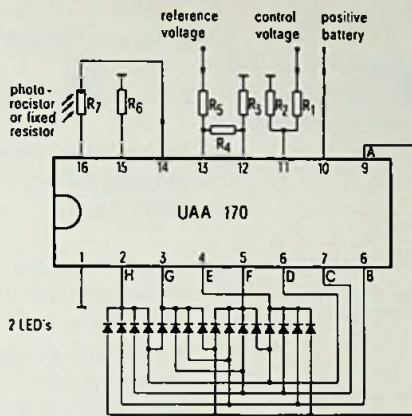 reference voltage
control voltage
positive battery
photo-
rocistor
or fixed
resistor
R7
R6
R5
R4
R3
R2
R1
A
16 15 14 13 12 11 10 9
UAA 170
1 2 3 4 5 6 7 8
H G E F D C B
2 LED's